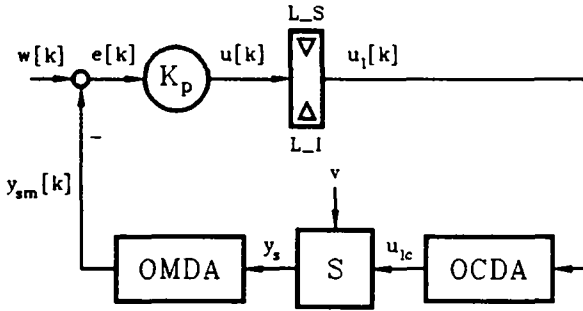 L_S
w[k]
e[k]
K_p
u[k]
u_l[k]
L_I
y_sm[k]
v
y_s
u_lc
OMDA
S
OCDA